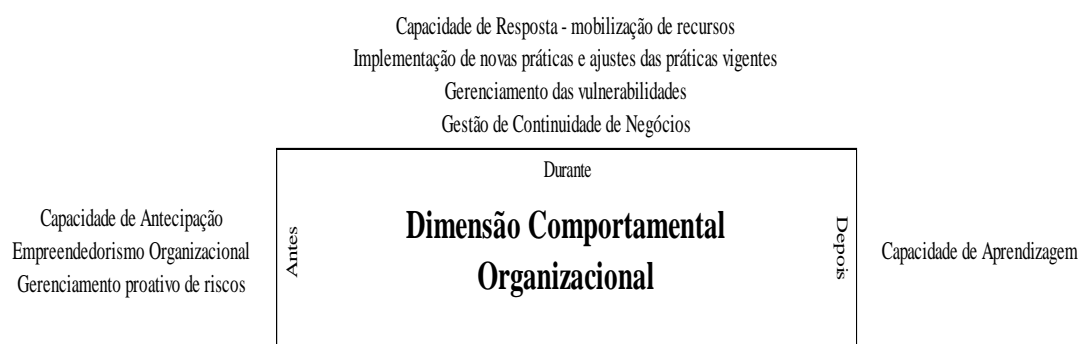 Capacidade de Resposta - mobilização de recursos
Implementação de novas práticas e ajustes das práticas vigentes
Gerenciamento das vulnerabilidades
Gestão de Continuidade de Negócios
Durante
Capacidade de Antecipação
Empreendedorismo Organizacional
Gerenciamento proativo de riscos
Antes
Dimensão Comportamental
Organizacional
Depois
Capacidade de Aprendizagem